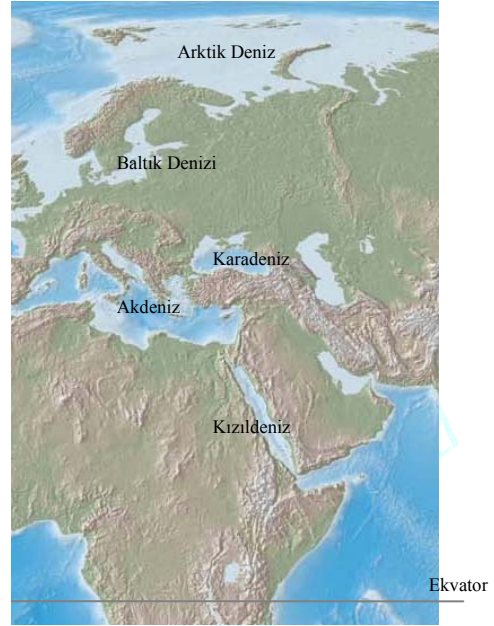 Arktik Deniz
Baltık Denizi
Karadeniz
Akdeniz
Kızıldeniz
Ekvator